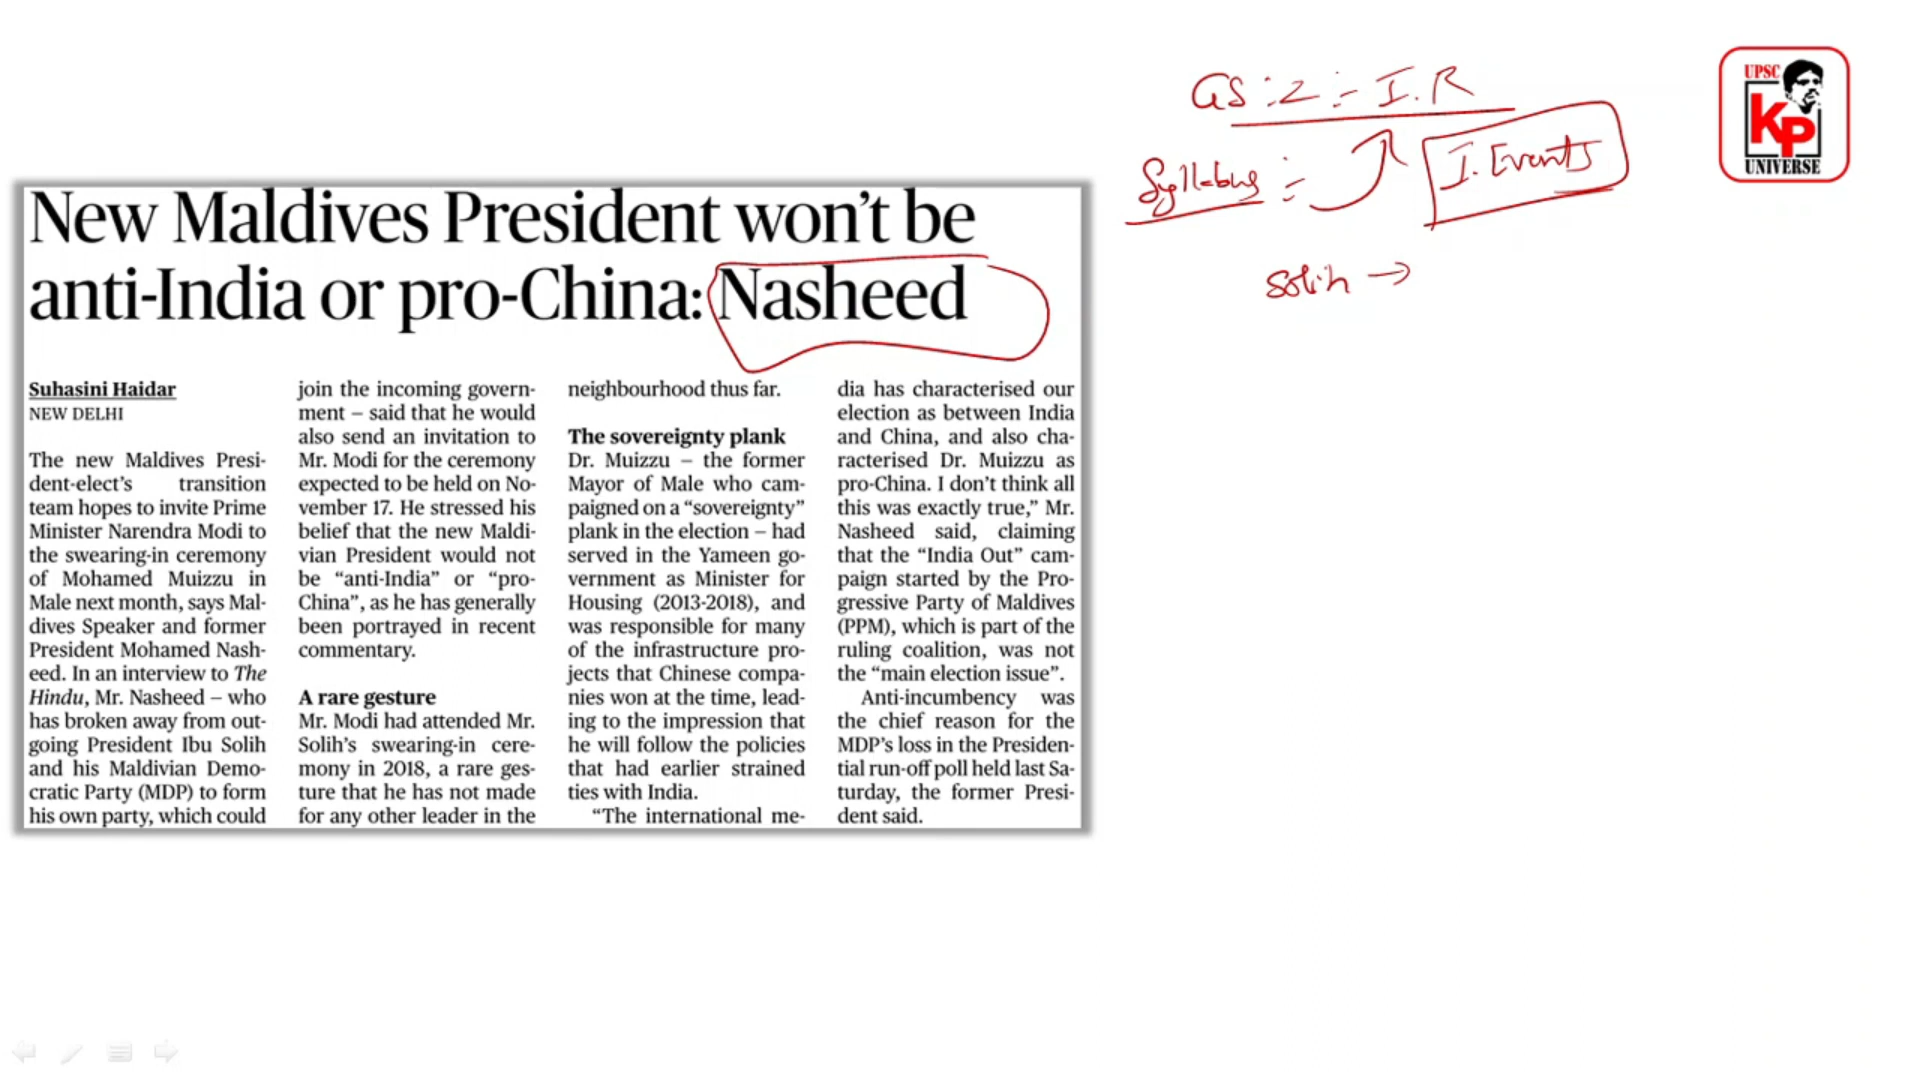 GS : 2 :- I.R
Syllabus :-
I. Events
Solih →
UPSC
KP
UNIVERSE
New Maldives President won't be
anti-India or pro-China: Nasheed
Suhasini Haidar
NEW DELHI
The new Maldives Presi-
dent-elect's transition
team hopes to invite Prime
Minister Narendra Modi to
the swearing-in ceremony
of Mohamed Muizzu in
Male next month, says Mal-
dives Speaker and former
President Mohamed Nash-
eed. In an interview to The
Hindu, Mr. Nasheed – who
has broken away from out-
going President Ibu Solih
and his Maldivian Demo-
cratic Party (MDP) to form
his own party, which could
join the incoming govern-
ment – said that he would
also send an invitation to
Mr. Modi for the ceremony
expected to be held on No-
vember 17. He stressed his
belief that the new Maldi-
vian President would not
be “anti-India” or “pro-
China”, as he has generally
been portrayed in recent
commentary.
A rare gesture
Mr. Modi had attended Mr.
Solih's swearing-in cere-
mony in 2018, a rare ges-
ture that he has not made
for any other leader in the
neighbourhood thus far.
The sovereignty plank
Dr. Muizzu – the former
Mayor of Male who cam-
paigned on a “sovereignty”
plank in the election – had
served in the Yameen go-
vernment as Minister for
Housing (2013-2018), and
was responsible for many
of the infrastructure pro-
jects that Chinese compa-
nies won at the time, lead-
ing to the impression that
he will follow the policies
that had earlier strained
ties with India.
“The international me-
dia has characterised our
election as between India
and China, and also cha-
racterised Dr. Muizzu as
pro-China. I don't think all
this was exactly true,” Mr.
Nasheed said, claiming
that the “India Out” cam-
paign started by the Pro-
gressive Party of Maldives
(PPM), which is part of the
ruling coalition, was not
the “main election issue”.
Anti-incumbency was
the chief reason for the
MDP's loss in the Presiden-
tial run-off poll held last Sa-
turday, the former Presi-
dent said.